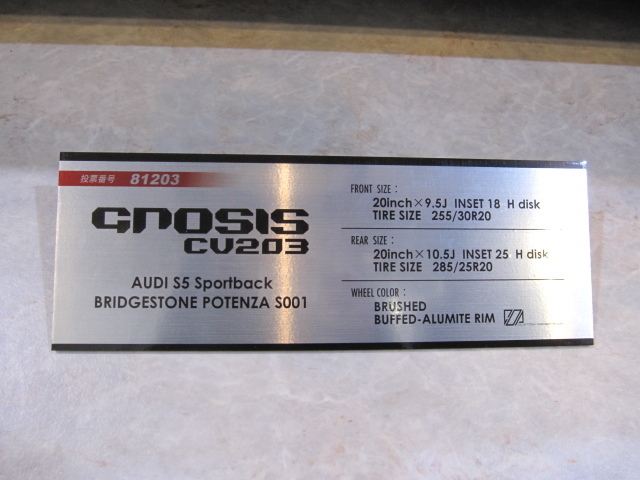 投票番号 81203
GNOSIS
CV203
AUDI S5 Sportback
BRIDGESTONE POTENZA S001
FRONT SIZE :
20inch×9.5J INSET 18 H disk
TIRE SIZE 255/30R20
REAR SIZE :
20inch×10.5J INSET 25 H disk
TIRE SIZE 285/25R20
WHEEL COLOR :
BRUSHED
BUFFED-ALUMITE RIM